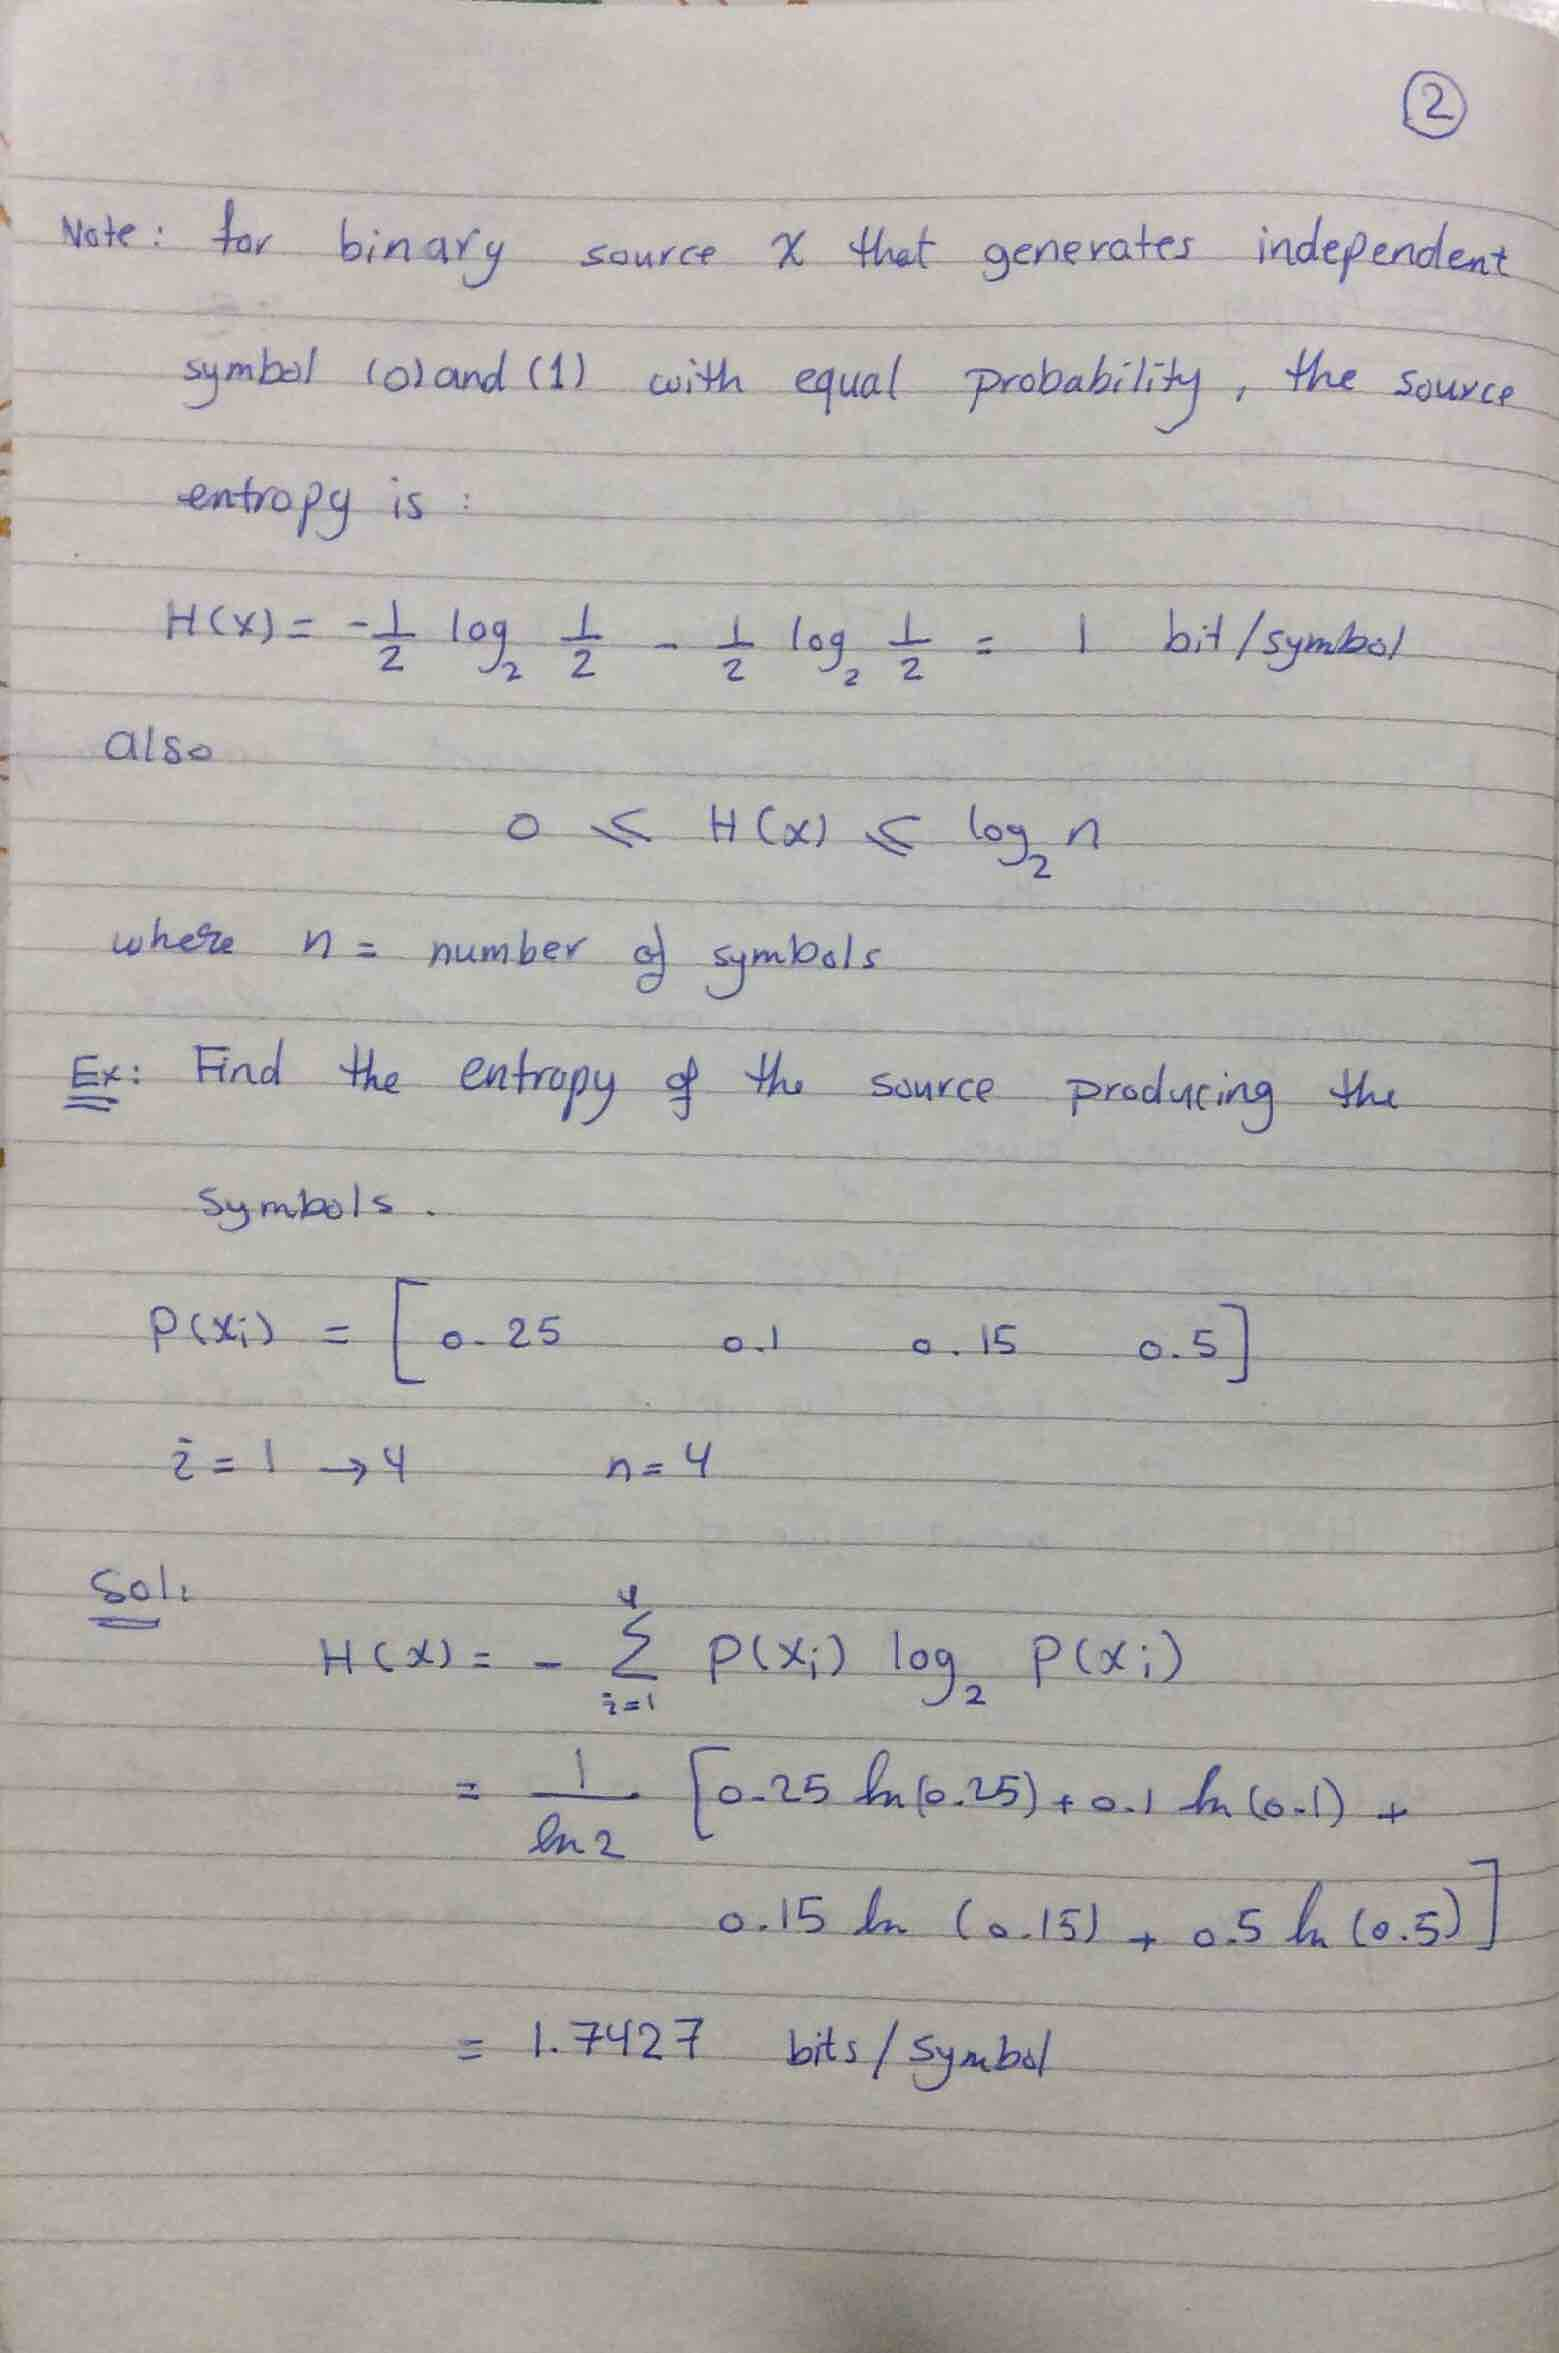 2
Note: for binary source X that generates independent
symbol (0) and (1) with equal probability, the source
entropy is :
H(x) = -1/2 log₂ 1/2 - 1/2 log₂ 1/2 = 1 bit/symbol
also
0 ≤ H(x) ≤ log₂ n
where n = number of symbols
Ex: Find the entropy of the source producing the
symbols.
P(xᵢ) = [0.25 0.1 0.15 0.5]
i = 1 → 4 n = 4
Sol:
H(x) = - Σ_{i=1}^{4} P(xᵢ) log₂ P(xᵢ)
= 1/ln 2 [0.25 ln(0.25) + 0.1 ln (0.1) +
0.15 ln (0.15) + 0.5 ln (0.5)]
= 1.7427 bits/symbol